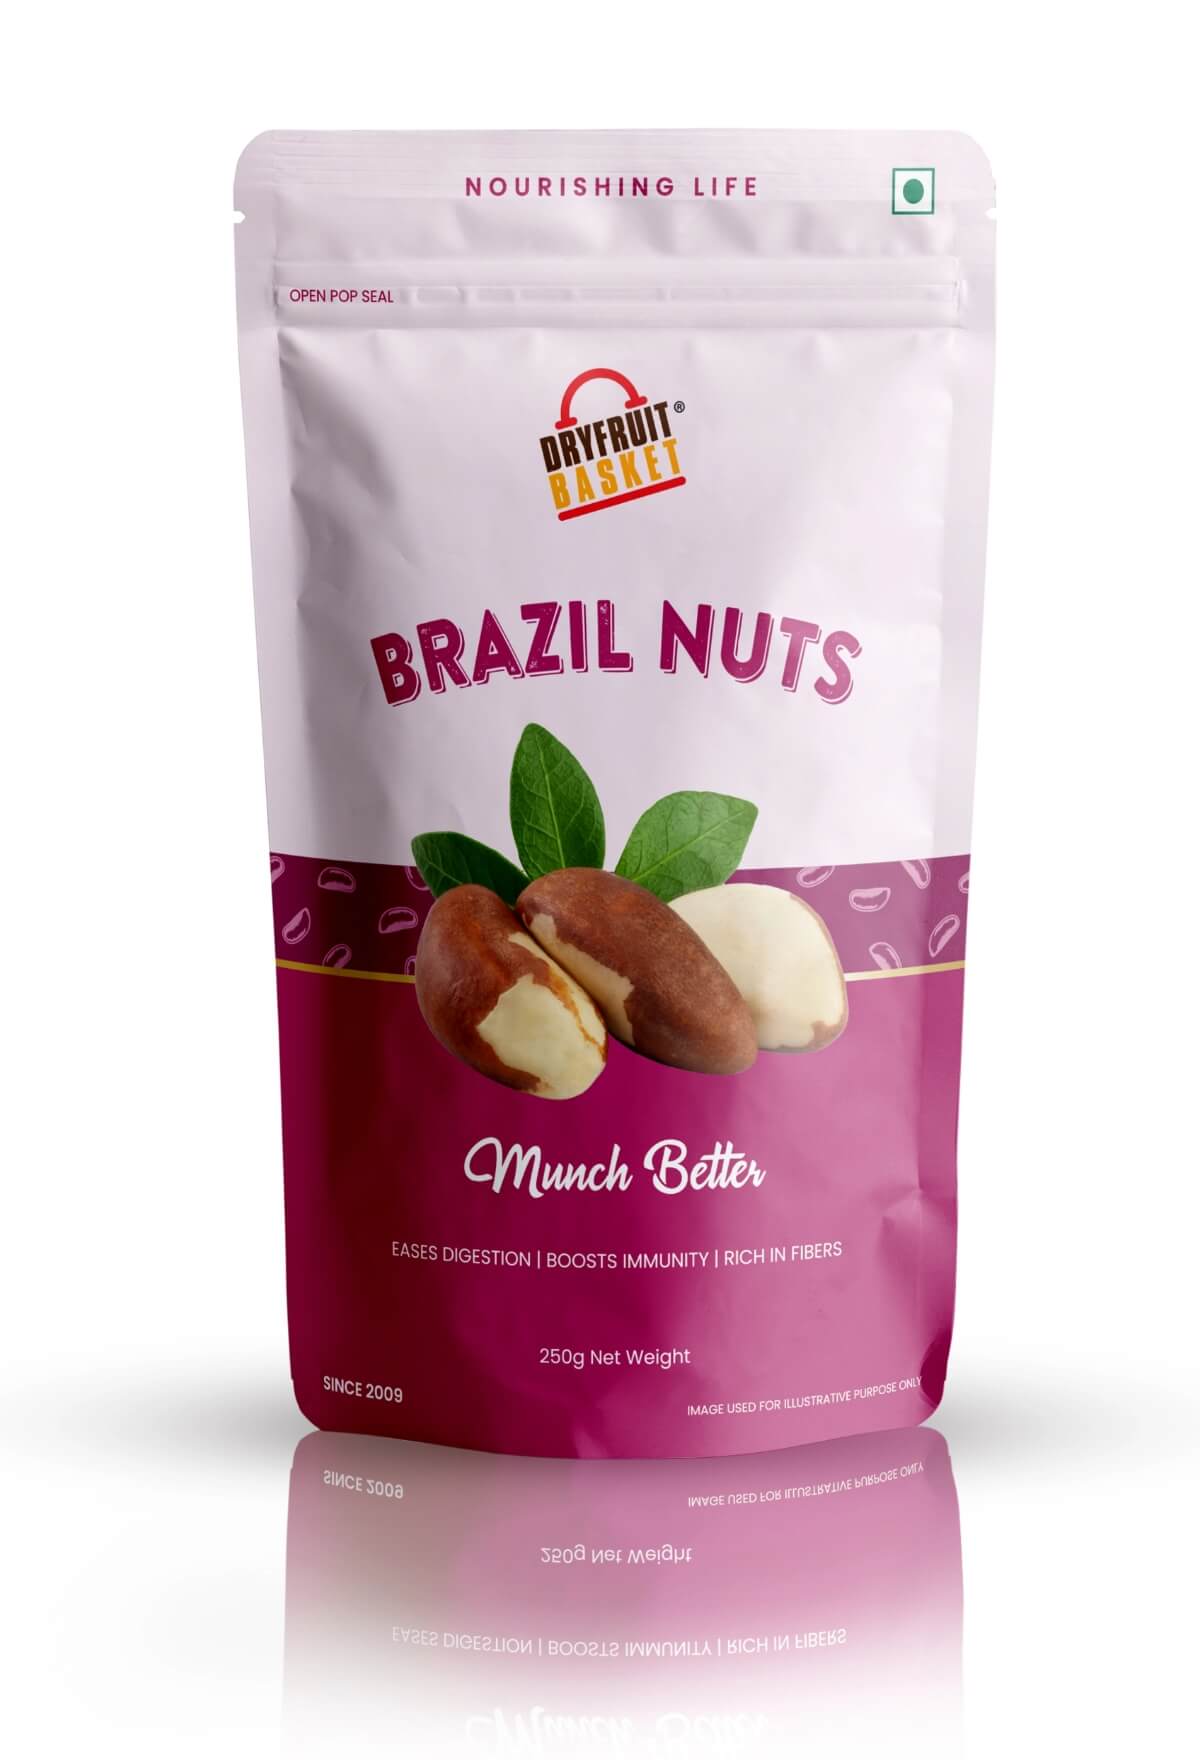 NOURISHING LIFE
OPEN POP SEAL
DRYFRUIT ®
BASKET
BRAZIL NUTS
Munch Better
EASES DIGESTION | BOOSTS IMMUNITY | RICH IN FIBERS
250g Net Weight
SINCE 2009
IMAGE USED FOR ILLUSTRATIVE PURPOSE ONLY